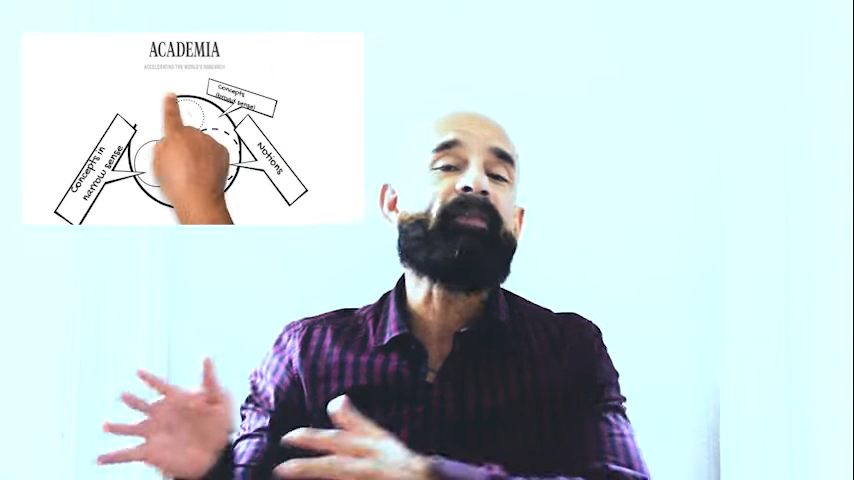 ACADEMIA
ACCELERATING THE WORLD'S RESEARCH
Concepts
(broad sense)
Concepts in
narrow sense
Notions